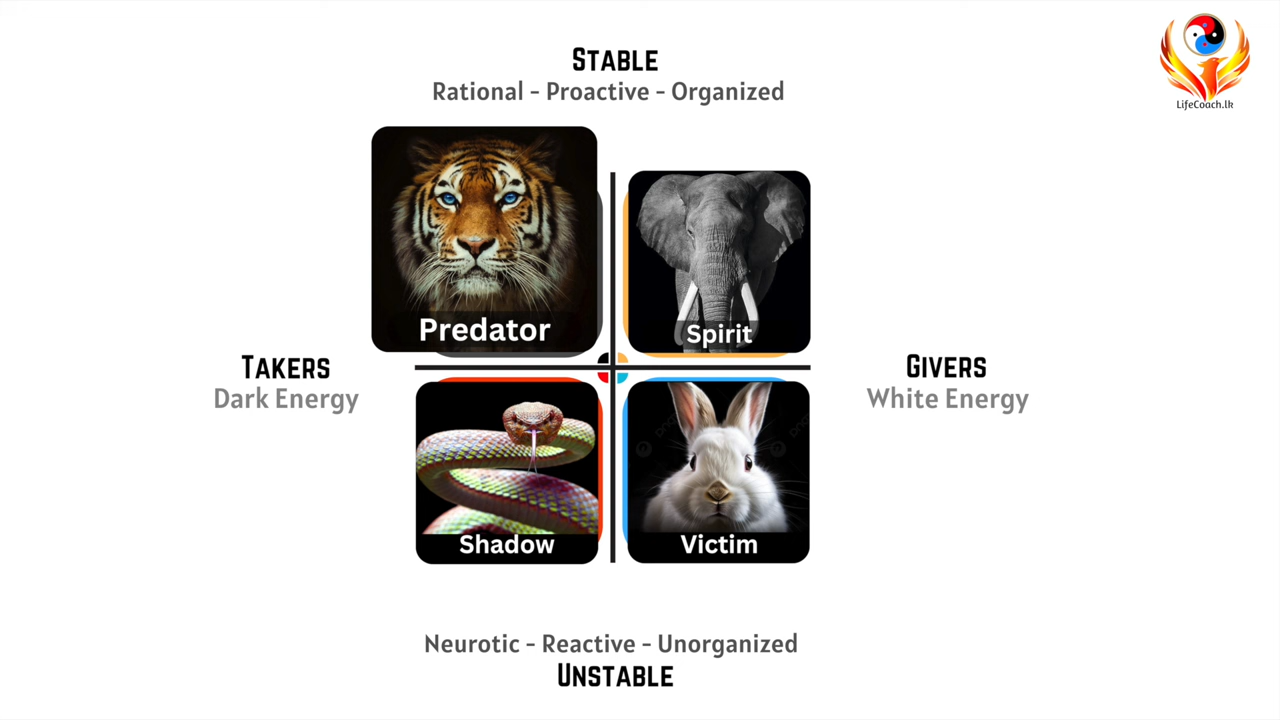 STABLE
Rational - Proactive - Organized
LifeCoach.lk
Predator
Spirit
TAKERS
Dark Energy
GIVERS
White Energy
Shadow
Victim
Neurotic - Reactive - Unorganized
UNSTABLE